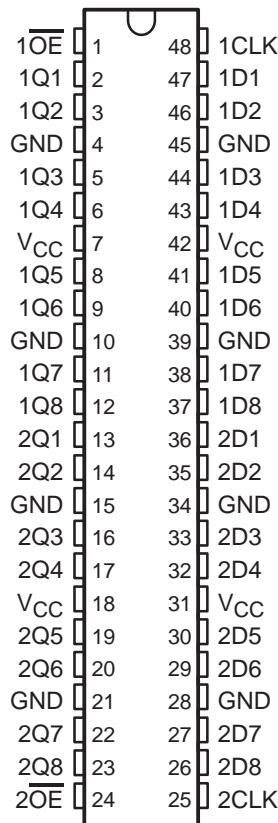 1O̅E̅ 1 48 1CLK
1Q1 2 47 1D1
1Q2 3 46 1D2
GND 4 45 GND
1Q3 5 44 1D3
1Q4 6 43 1D4
VCC 7 42 VCC
1Q5 8 41 1D5
1Q6 9 40 1D6
GND 10 39 GND
1Q7 11 38 1D7
1Q8 12 37 1D8
2Q1 13 36 2D1
2Q2 14 35 2D2
GND 15 34 GND
2Q3 16 33 2D3
2Q4 17 32 2D4
VCC 18 31 VCC
2Q5 19 30 2D5
2Q6 20 29 2D6
GND 21 28 GND
2Q7 22 27 2D7
2Q8 23 26 2D8
2O̅E̅ 24 25 2CLK